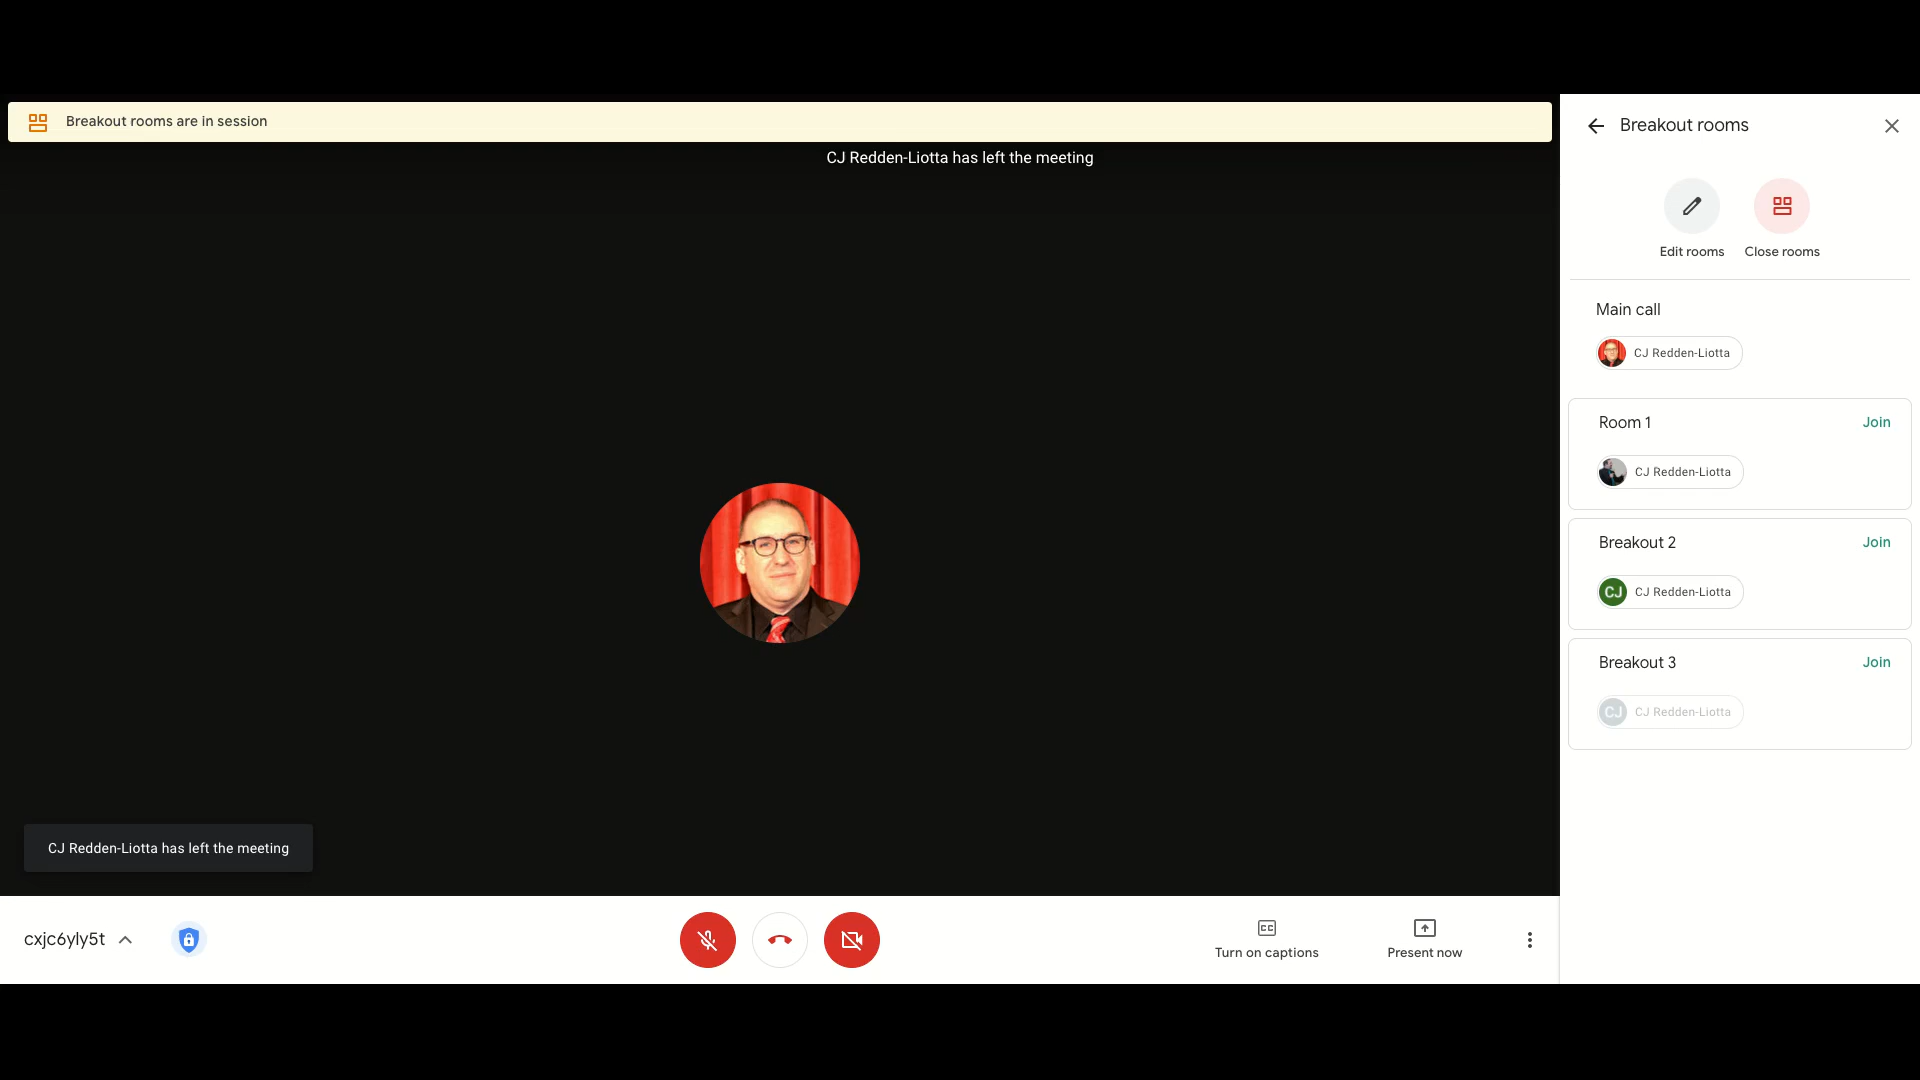 Breakout rooms are in session
CJ Redden-Liotta has left the meeting
CJ Redden-Liotta has left the meeting
cxjc6yly5t
CC
Turn on captions
Present now
Breakout rooms
Edit rooms
Close rooms
Main call
CJ Redden-Liotta
Room 1
Join
CJ Redden-Liotta
Breakout 2
Join
CJ CJ Redden-Liotta
Breakout 3
Join
CJ CJ Redden-Liotta